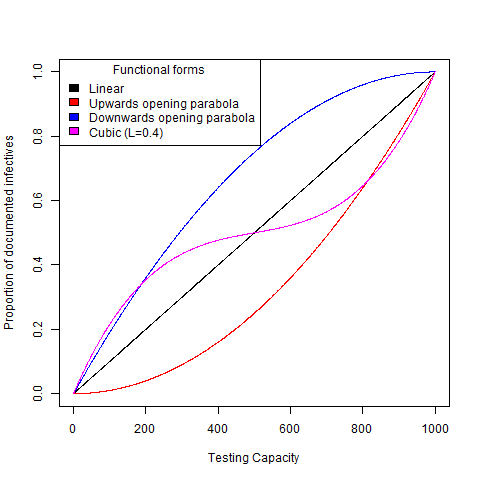 Functional forms
Linear
Upwards opening parabola
Downwards opening parabola
Cubic (L=0.4)
Proportion of documented infectives
1.0
0.8
0.6
0.4
0.2
0.0
0 200 400 600 800 1000
Testing Capacity